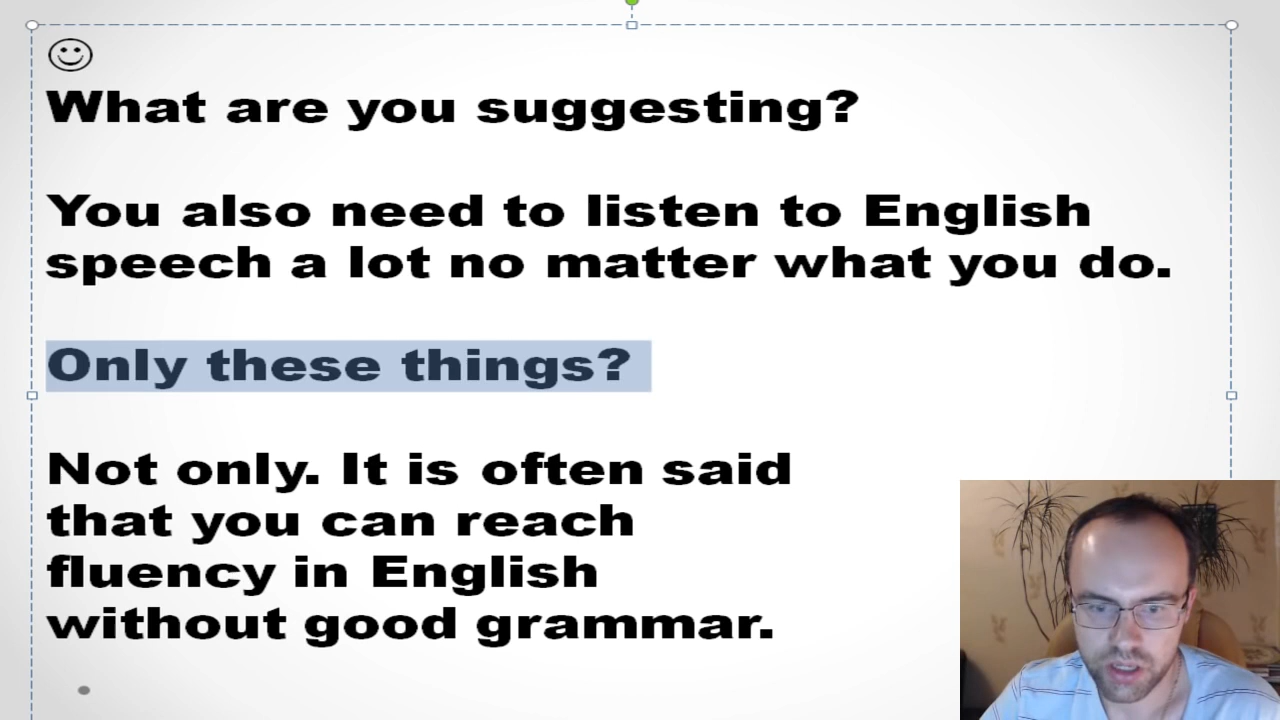 What are you suggesting?
You also need to listen to English
speech a lot no matter what you do.
Only these things?
Not only. It is often said
that you can reach
fluency in English
without good grammar.